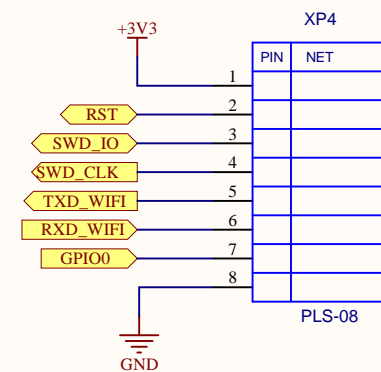 XP4
+3V3
PIN NET
1
RST 2
SWD_IO 3
SWD_CLK 4
TXD_WIFI 5
RXD_WIFI 6
GPIO0 7
8
PLS-08
GND